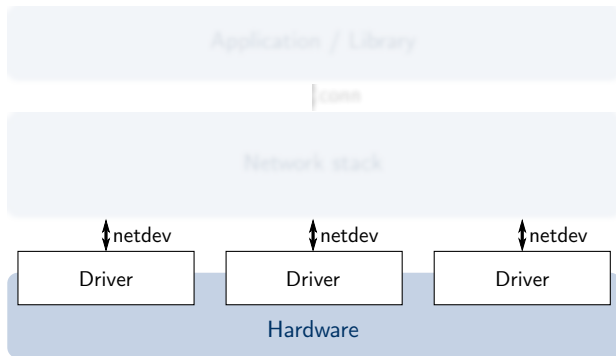 Application / Library
conn
Network stack
netdev netdev netdev
Driver Driver Driver
Hardware